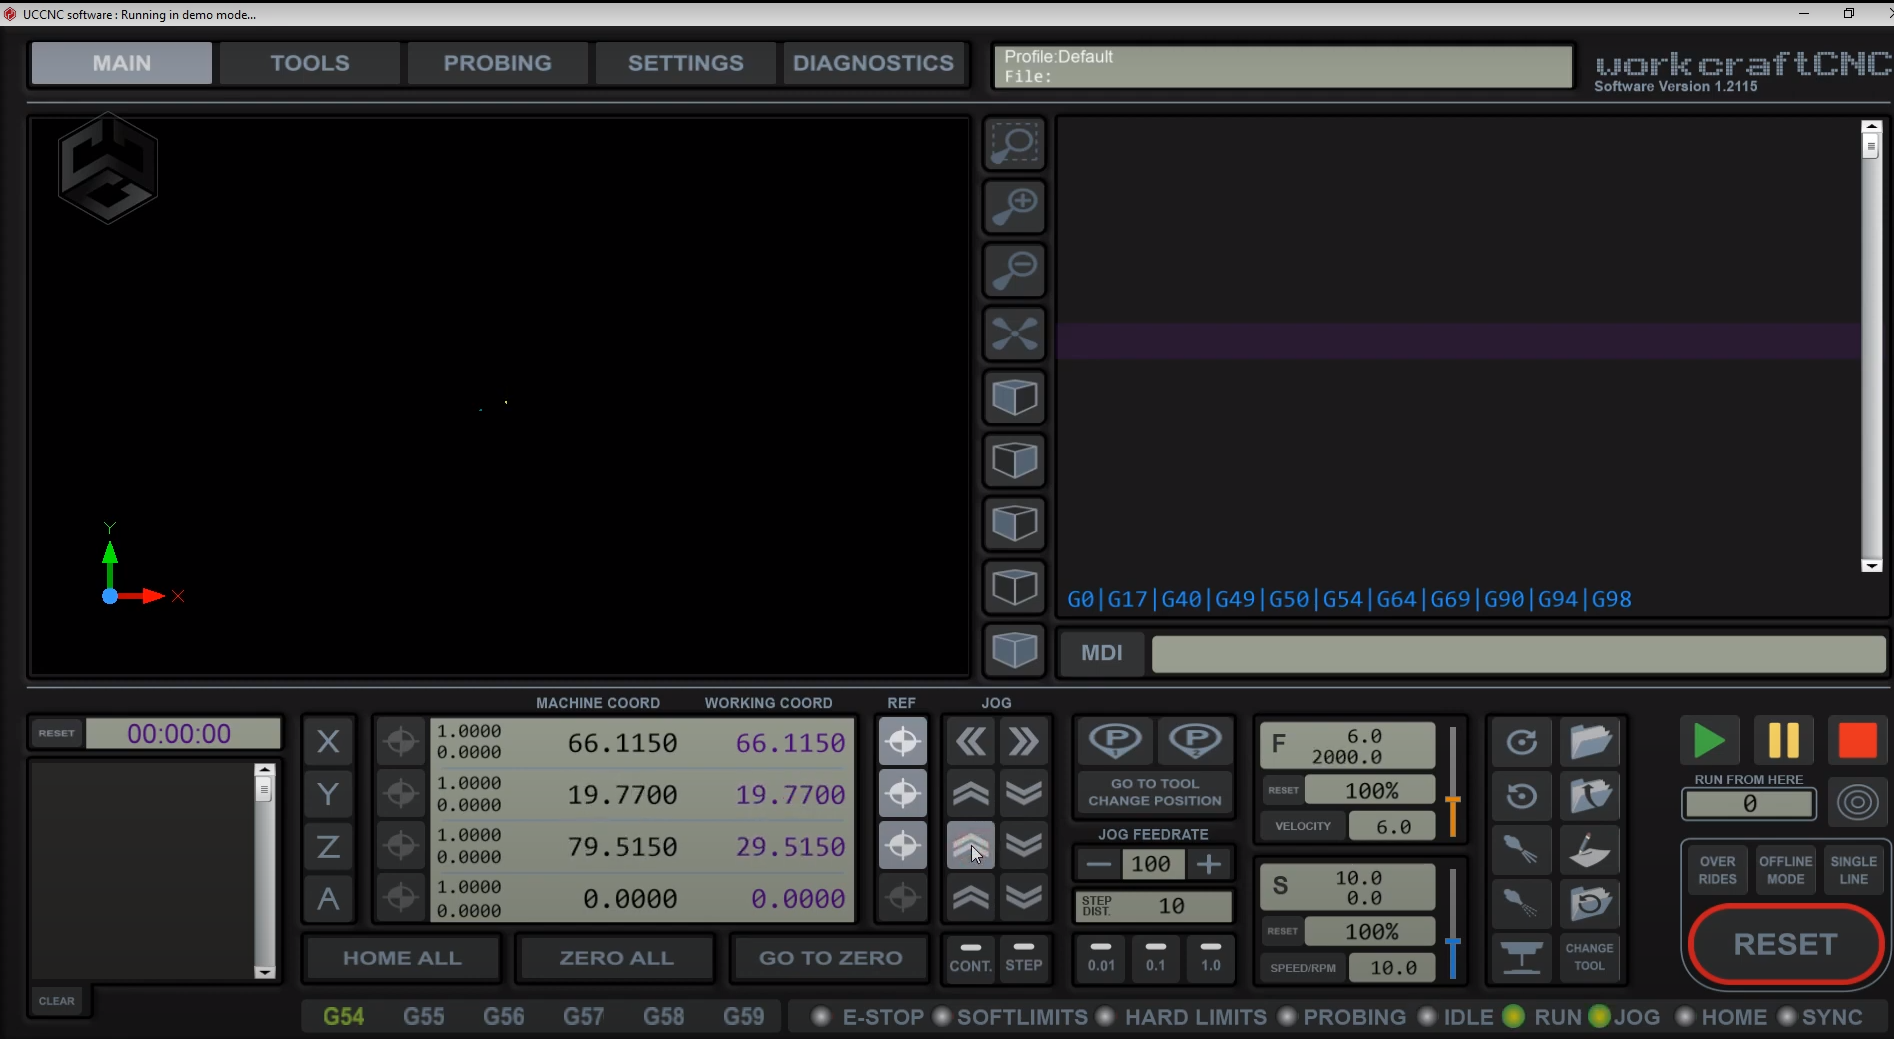 UCCNC software : Running in demo mode...
MAIN
TOOLS
PROBING
SETTINGS
DIAGNOSTICS
Profile:Default
File:
workcraftCNC
Software Version 1.2115
Y
X
G0|G17|G40|G49|G50|G54|G64|G69|G90|G94|G98
MDI
MACHINE COORD
WORKING COORD
REF
JOG
RESET
00:00:00
X
1.0000
0.0000
66.1150
66.1150
Y
1.0000
0.0000
19.7700
19.7700
Z
1.0000
0.0000
79.5150
29.5150
A
1.0000
0.0000
0.0000
0.0000
P1
P2
GO TO TOOL
CHANGE POSITION
JOG FEEDRATE
100
STEP
DIST.
10
F
6.0
2000.0
RESET
100%
VELOCITY
6.0
S
10.0
0.0
RESET
100%
SPEED/RPM
10.0
CHANGE
TOOL
RUN FROM HERE
0
OVER
RIDES
OFFLINE
MODE
SINGLE
LINE
RESET
HOME ALL
ZERO ALL
GO TO ZERO
CONT.
STEP
0.01
0.1
1.0
CLEAR
G54
G55
G56
G57
G58
G59
E-STOP
SOFTLIMITS
HARD LIMITS
PROBING
IDLE
RUN
JOG
HOME
SYNC